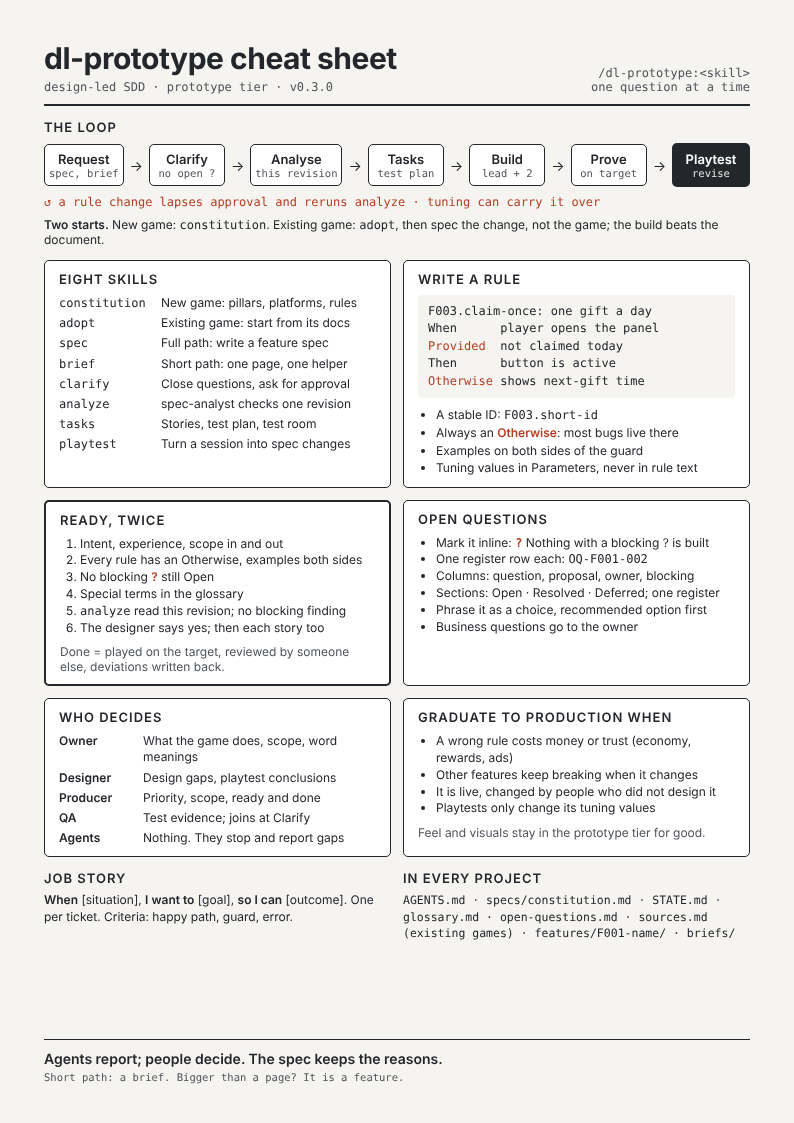 dl-prototype cheat sheet
design-led SDD · prototype tier · v0.3.0
/dl-prototype:<skill>
one question at a time
THE LOOP
Request
spec, brief
→
Clarify
no open ?
→
Analyse
this revision
→
Tasks
test plan
→
Build
lead + 2
→
Prove
on target
→
Playtest
revise
↺ a rule change lapses approval and reruns analyze · tuning can carry it over
Two starts. New game: constitution. Existing game: adopt, then spec the change, not the game; the build beats the
document.
EIGHT SKILLS
constitution New game: pillars, platforms, rules
adopt Existing game: start from its docs
spec Full path: write a feature spec
brief Short path: one page, one helper
clarify Close questions, ask for approval
analyze spec-analyst checks one revision
tasks Stories, test plan, test room
playtest Turn a session into spec changes
WRITE A RULE
F003.claim-once: one gift a day
When player opens the panel
Provided not claimed today
Then button is active
Otherwise shows next-gift time
• A stable ID: F003.short-id
• Always an Otherwise: most bugs live there
• Examples on both sides of the guard
• Tuning values in Parameters, never in rule text
READY, TWICE
1. Intent, experience, scope in and out
2. Every rule has an Otherwise, examples both sides
3. No blocking ? still Open
4. Special terms in the glossary
5. analyze read this revision; no blocking finding
6. The designer says yes; then each story too
Done = played on the target, reviewed by someone
else, deviations written back.
OPEN QUESTIONS
• Mark it inline: ? Nothing with a blocking ? is built
• One register row each: OQ-F001-002
• Columns: question, proposal, owner, blocking
• Sections: Open · Resolved · Deferred; one register
• Phrase it as a choice, recommended option first
• Business questions go to the owner
WHO DECIDES
Owner What the game does, scope, word
meanings
Designer Design gaps, playtest conclusions
Producer Priority, scope, ready and done
QA Test evidence; joins at Clarify
Agents Nothing. They stop and report gaps
GRADUATE TO PRODUCTION WHEN
• A wrong rule costs money or trust (economy,
rewards, ads)
• Other features keep breaking when it changes
• It is live, changed by people who did not design it
• Playtests only change its tuning values
Feel and visuals stay in the prototype tier for good.
JOB STORY
When [situation], I want to [goal], so I can [outcome]. One
per ticket. Criteria: happy path, guard, error.
IN EVERY PROJECT
AGENTS.md · specs/constitution.md · STATE.md ·
glossary.md · open-questions.md · sources.md
(existing games) · features/F001-name/ · briefs/
Agents report; people decide. The spec keeps the reasons.
Short path: a brief. Bigger than a page? It is a feature.